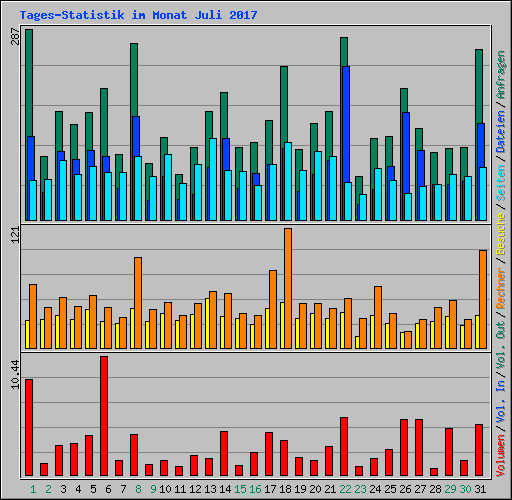 Tages-Statistik im Monat Juli 2017
287
121
10.44
Volumen / Vol. In / Vol. Out / Rechner / Besuche / Seiten / Dateien / Anfragen
1 2 3 4 5 6 7 8 9 10 11 12 13 14 15 16 17 18 19 20 21 22 23 24 25 26 27 28 29 30 31